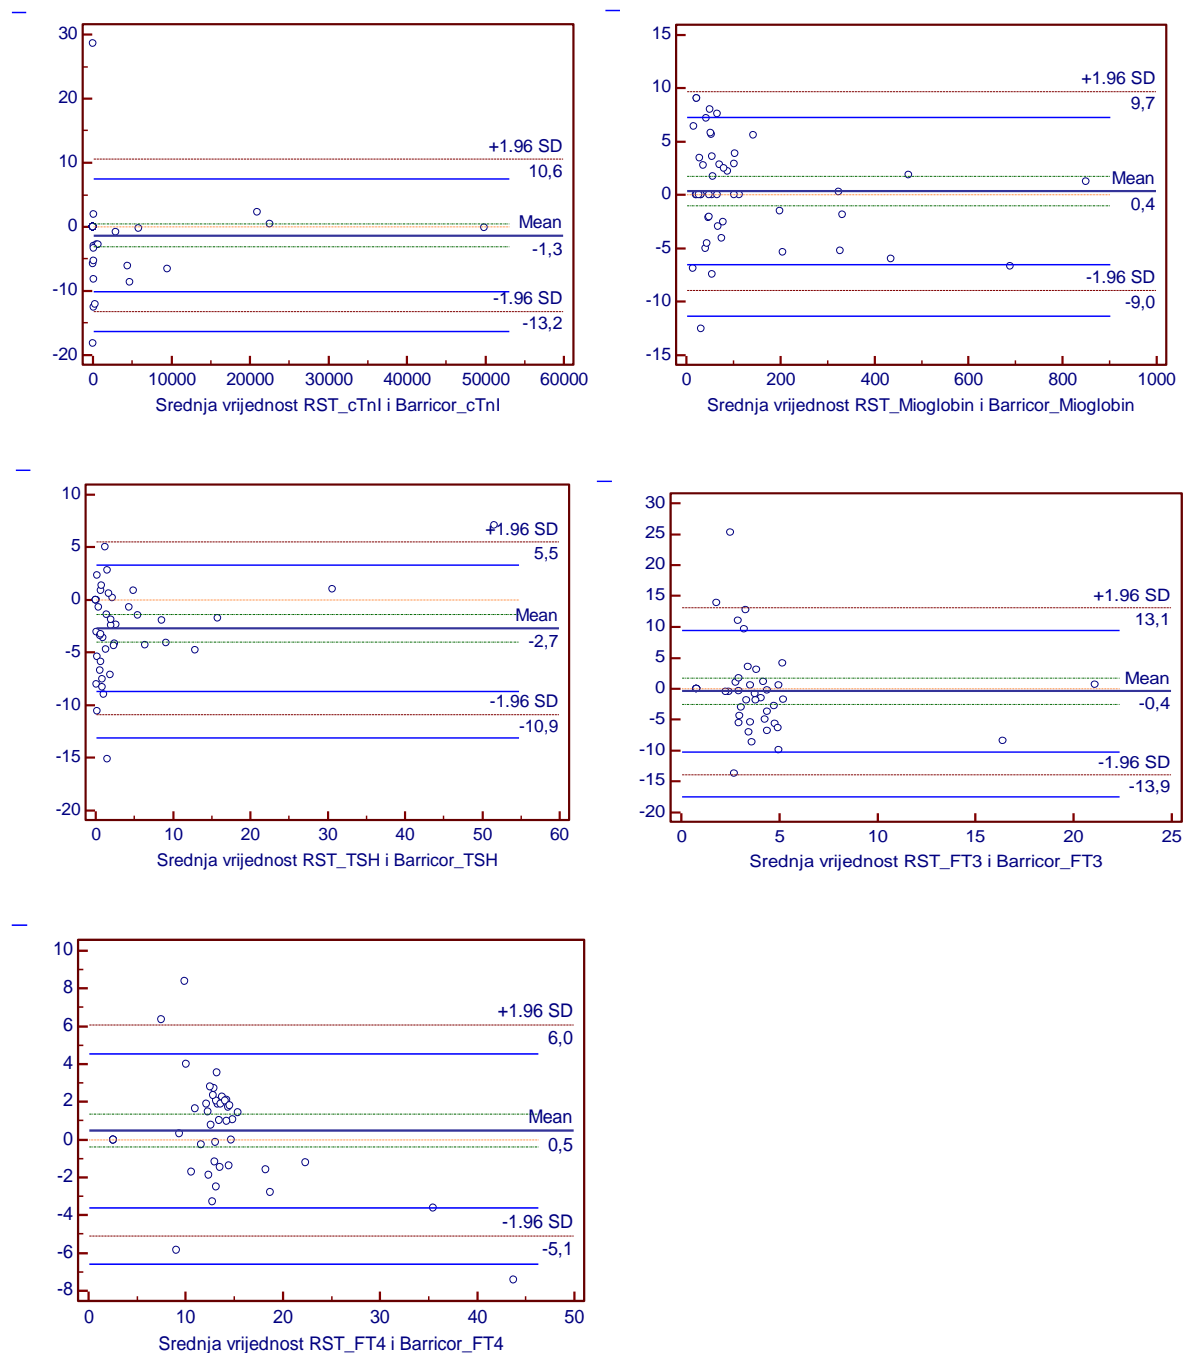 30
20
10
0
-10
-20
+1.96 SD
10,6
Mean
-1,3
-1.96 SD
-13,2
0 10000 20000 30000 40000 50000 60000
Srednja vrijednost RST_cTnI i Barricor_cTnI
15
10
5
0
-5
-10
-15
+1.96 SD
9,7
Mean
0,4
-1.96 SD
-9,0
0 200 400 600 800 1000
Srednja vrijednost RST_Mioglobin i Barricor_Mioglobin
10
5
0
-5
-10
-15
-20
+1.96 SD
5,5
Mean
-2,7
-1.96 SD
-10,9
0 10 20 30 40 50 60
Srednja vrijednost RST_TSH i Barricor_TSH
30
25
20
15
10
5
0
-5
-10
-15
-20
+1.96 SD
13,1
Mean
-0,4
-1.96 SD
-13,9
0 5 10 15 20 25
Srednja vrijednost RST_FT3 i Barricor_FT3
10
8
6
4
2
0
-2
-4
-6
-8
+1.96 SD
6,0
Mean
0,5
-1.96 SD
-5,1
0 10 20 30 40 50
Srednja vrijednost RST_FT4 i Barricor_FT4